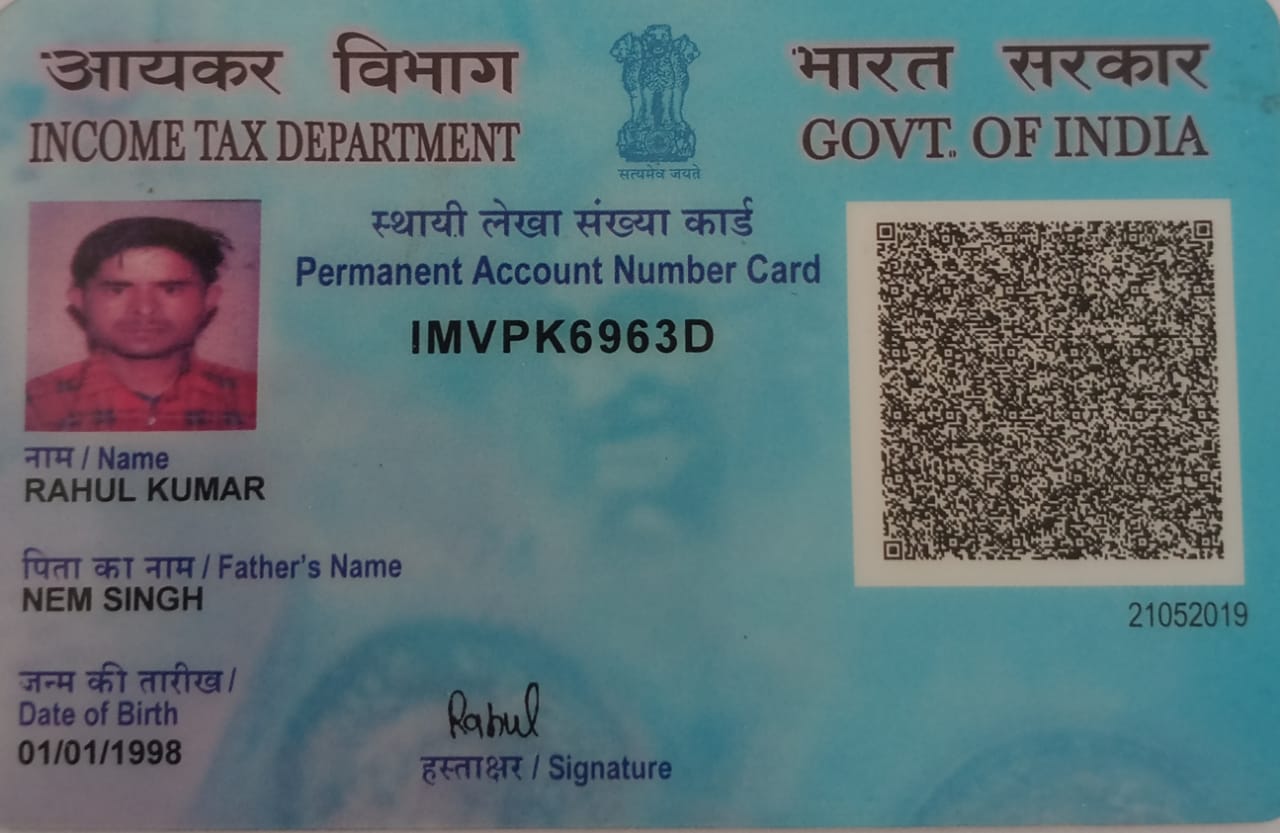 आयकर विभाग
INCOME TAX DEPARTMENT
सत्यमेव जयते
भारत सरकार
GOVT. OF INDIA
स्थायी लेखा संख्या कार्ड
Permanent Account Number Card
IMVPK6963D
नाम / Name
RAHUL KUMAR
पिता का नाम / Father's Name
NEM SINGH
21052019
जन्म की तारीख /
Date of Birth
01/01/1998
Rahul
हस्ताक्षर / Signature